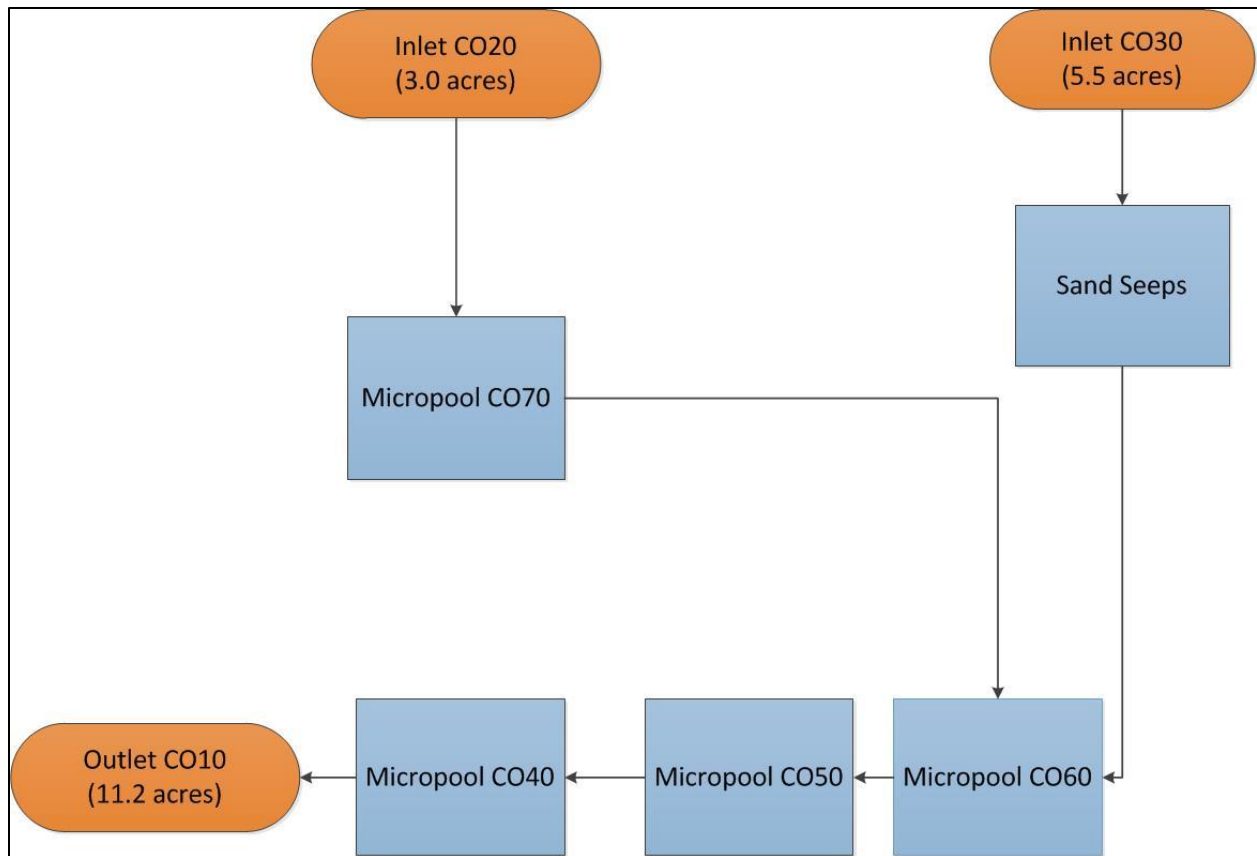 Inlet CO20
(3.0 acres)
Inlet CO30
(5.5 acres)
Sand Seeps
Micropool CO70
Outlet CO10
(11.2 acres)
Micropool CO40
Micropool CO50
Micropool CO60